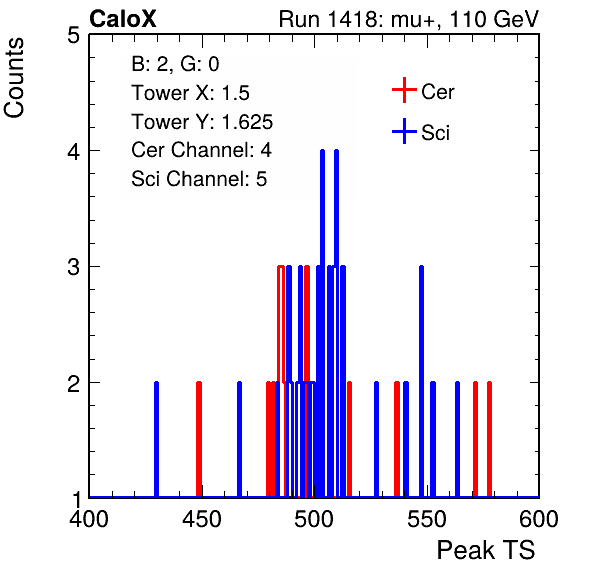 CaloX Run 1418: mu+, 110 GeV
Counts
B: 2, G: 0
Tower X: 1.5
Tower Y: 1.625
Cer Channel: 4
Sci Channel: 5
Cer
Sci
5
4
3
2
1
400 450 500 550 600
Peak TS